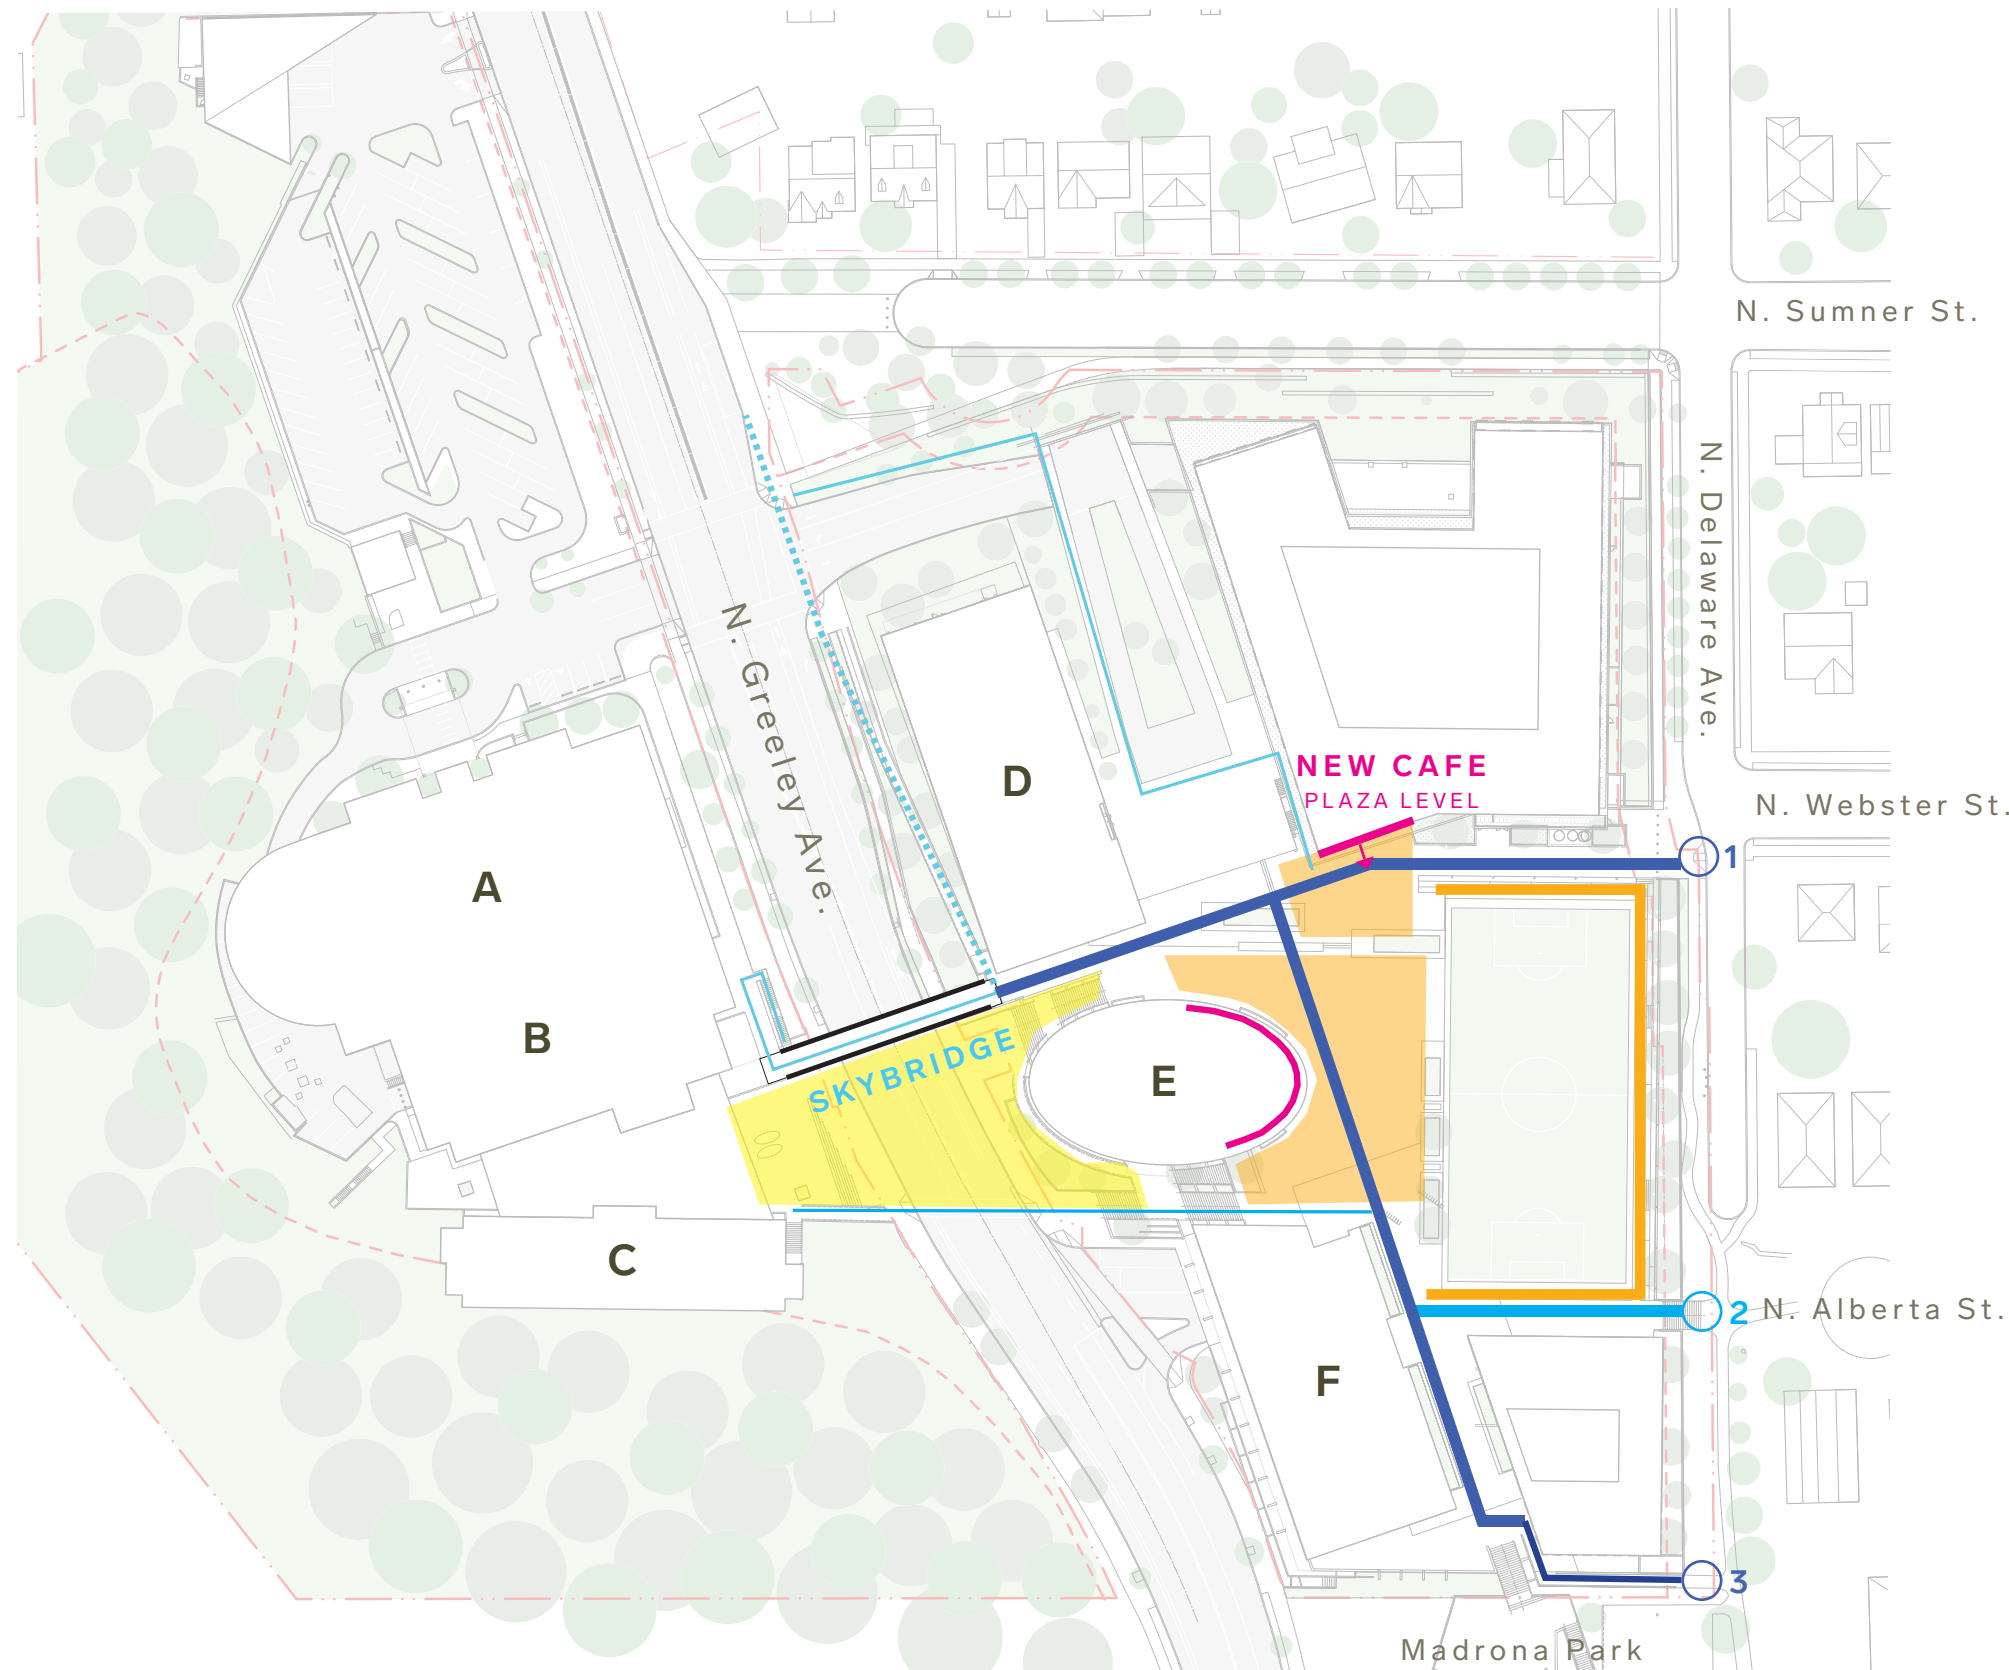 N. Sumner St.
N. Delaware Ave.
N. Greeley Ave.
D
NEW CAFE
PLAZA LEVEL
N. Webster St.
1
A
B
SKYBRIDGE
E
C
2
N. Alberta St.
F
3
Madrona Park